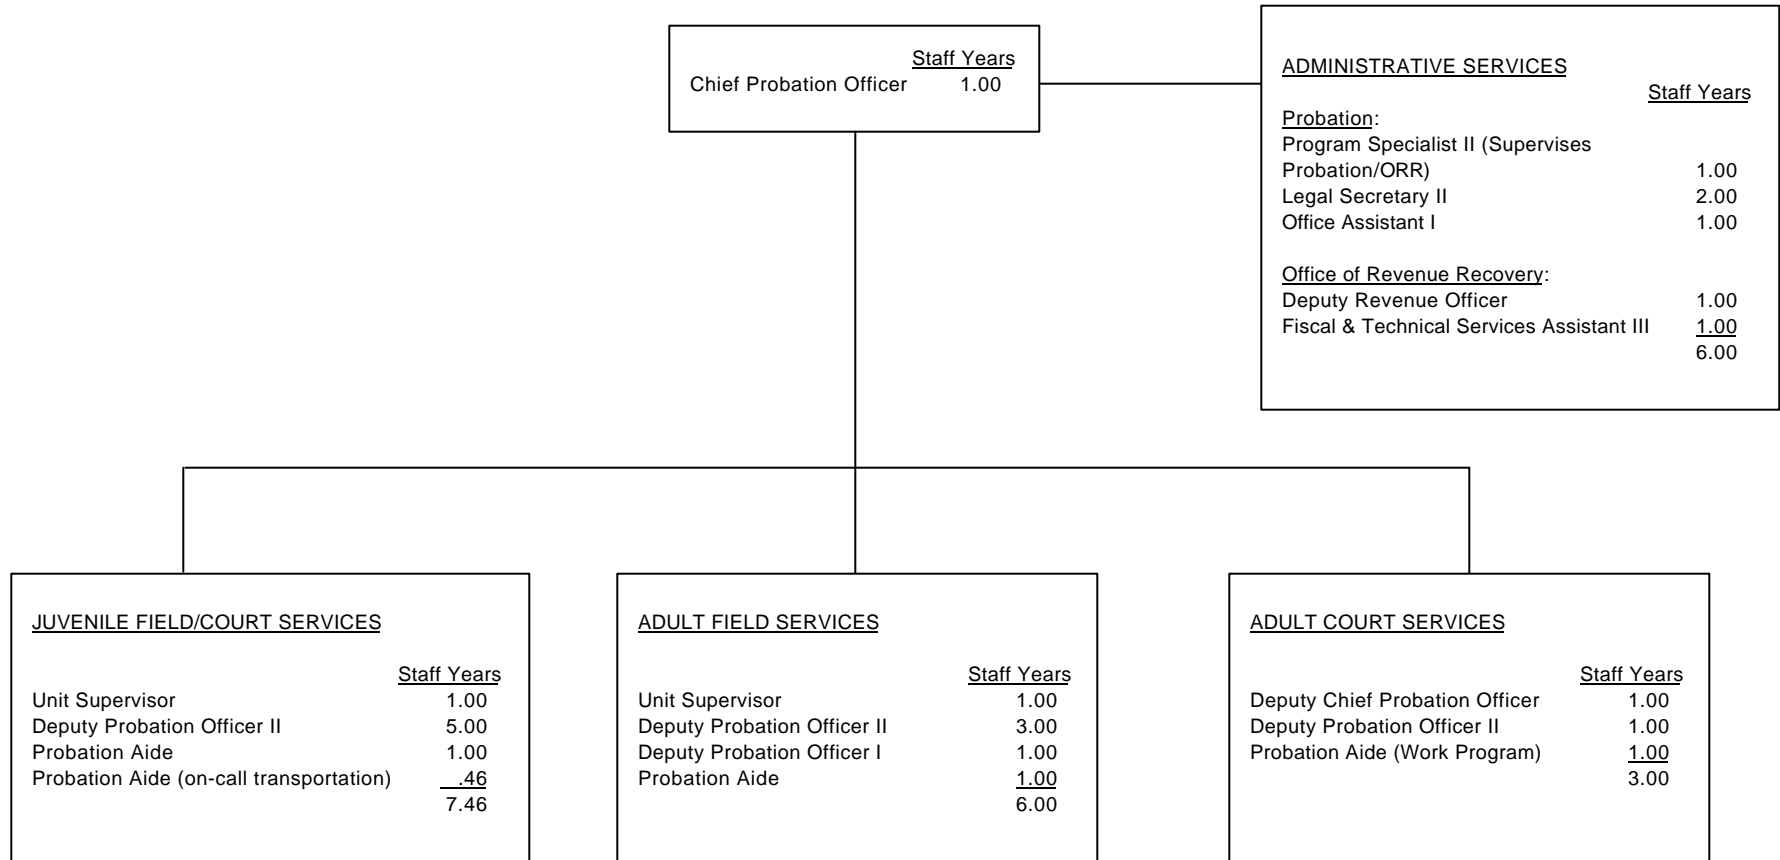 Staff Years
Chief Probation Officer 1.00
ADMINISTRATIVE SERVICES
Staff Years
Probation:
Program Specialist II (Supervises
Probation/ORR) 1.00
Legal Secretary II 2.00
Office Assistant I 1.00
Office of Revenue Recovery:
Deputy Revenue Officer 1.00
Fiscal & Technical Services Assistant III 1.00
6.00
JUVENILE FIELD/COURT SERVICES
Staff Years
Unit Supervisor 1.00
Deputy Probation Officer II 5.00
Probation Aide 1.00
Probation Aide (on-call transportation) .46
7.46
ADULT FIELD SERVICES
Staff Years
Unit Supervisor 1.00
Deputy Probation Officer II 3.00
Deputy Probation Officer I 1.00
Probation Aide 1.00
6.00
ADULT COURT SERVICES
Staff Years
Deputy Chief Probation Officer 1.00
Deputy Probation Officer II 1.00
Probation Aide (Work Program) 1.00
3.00